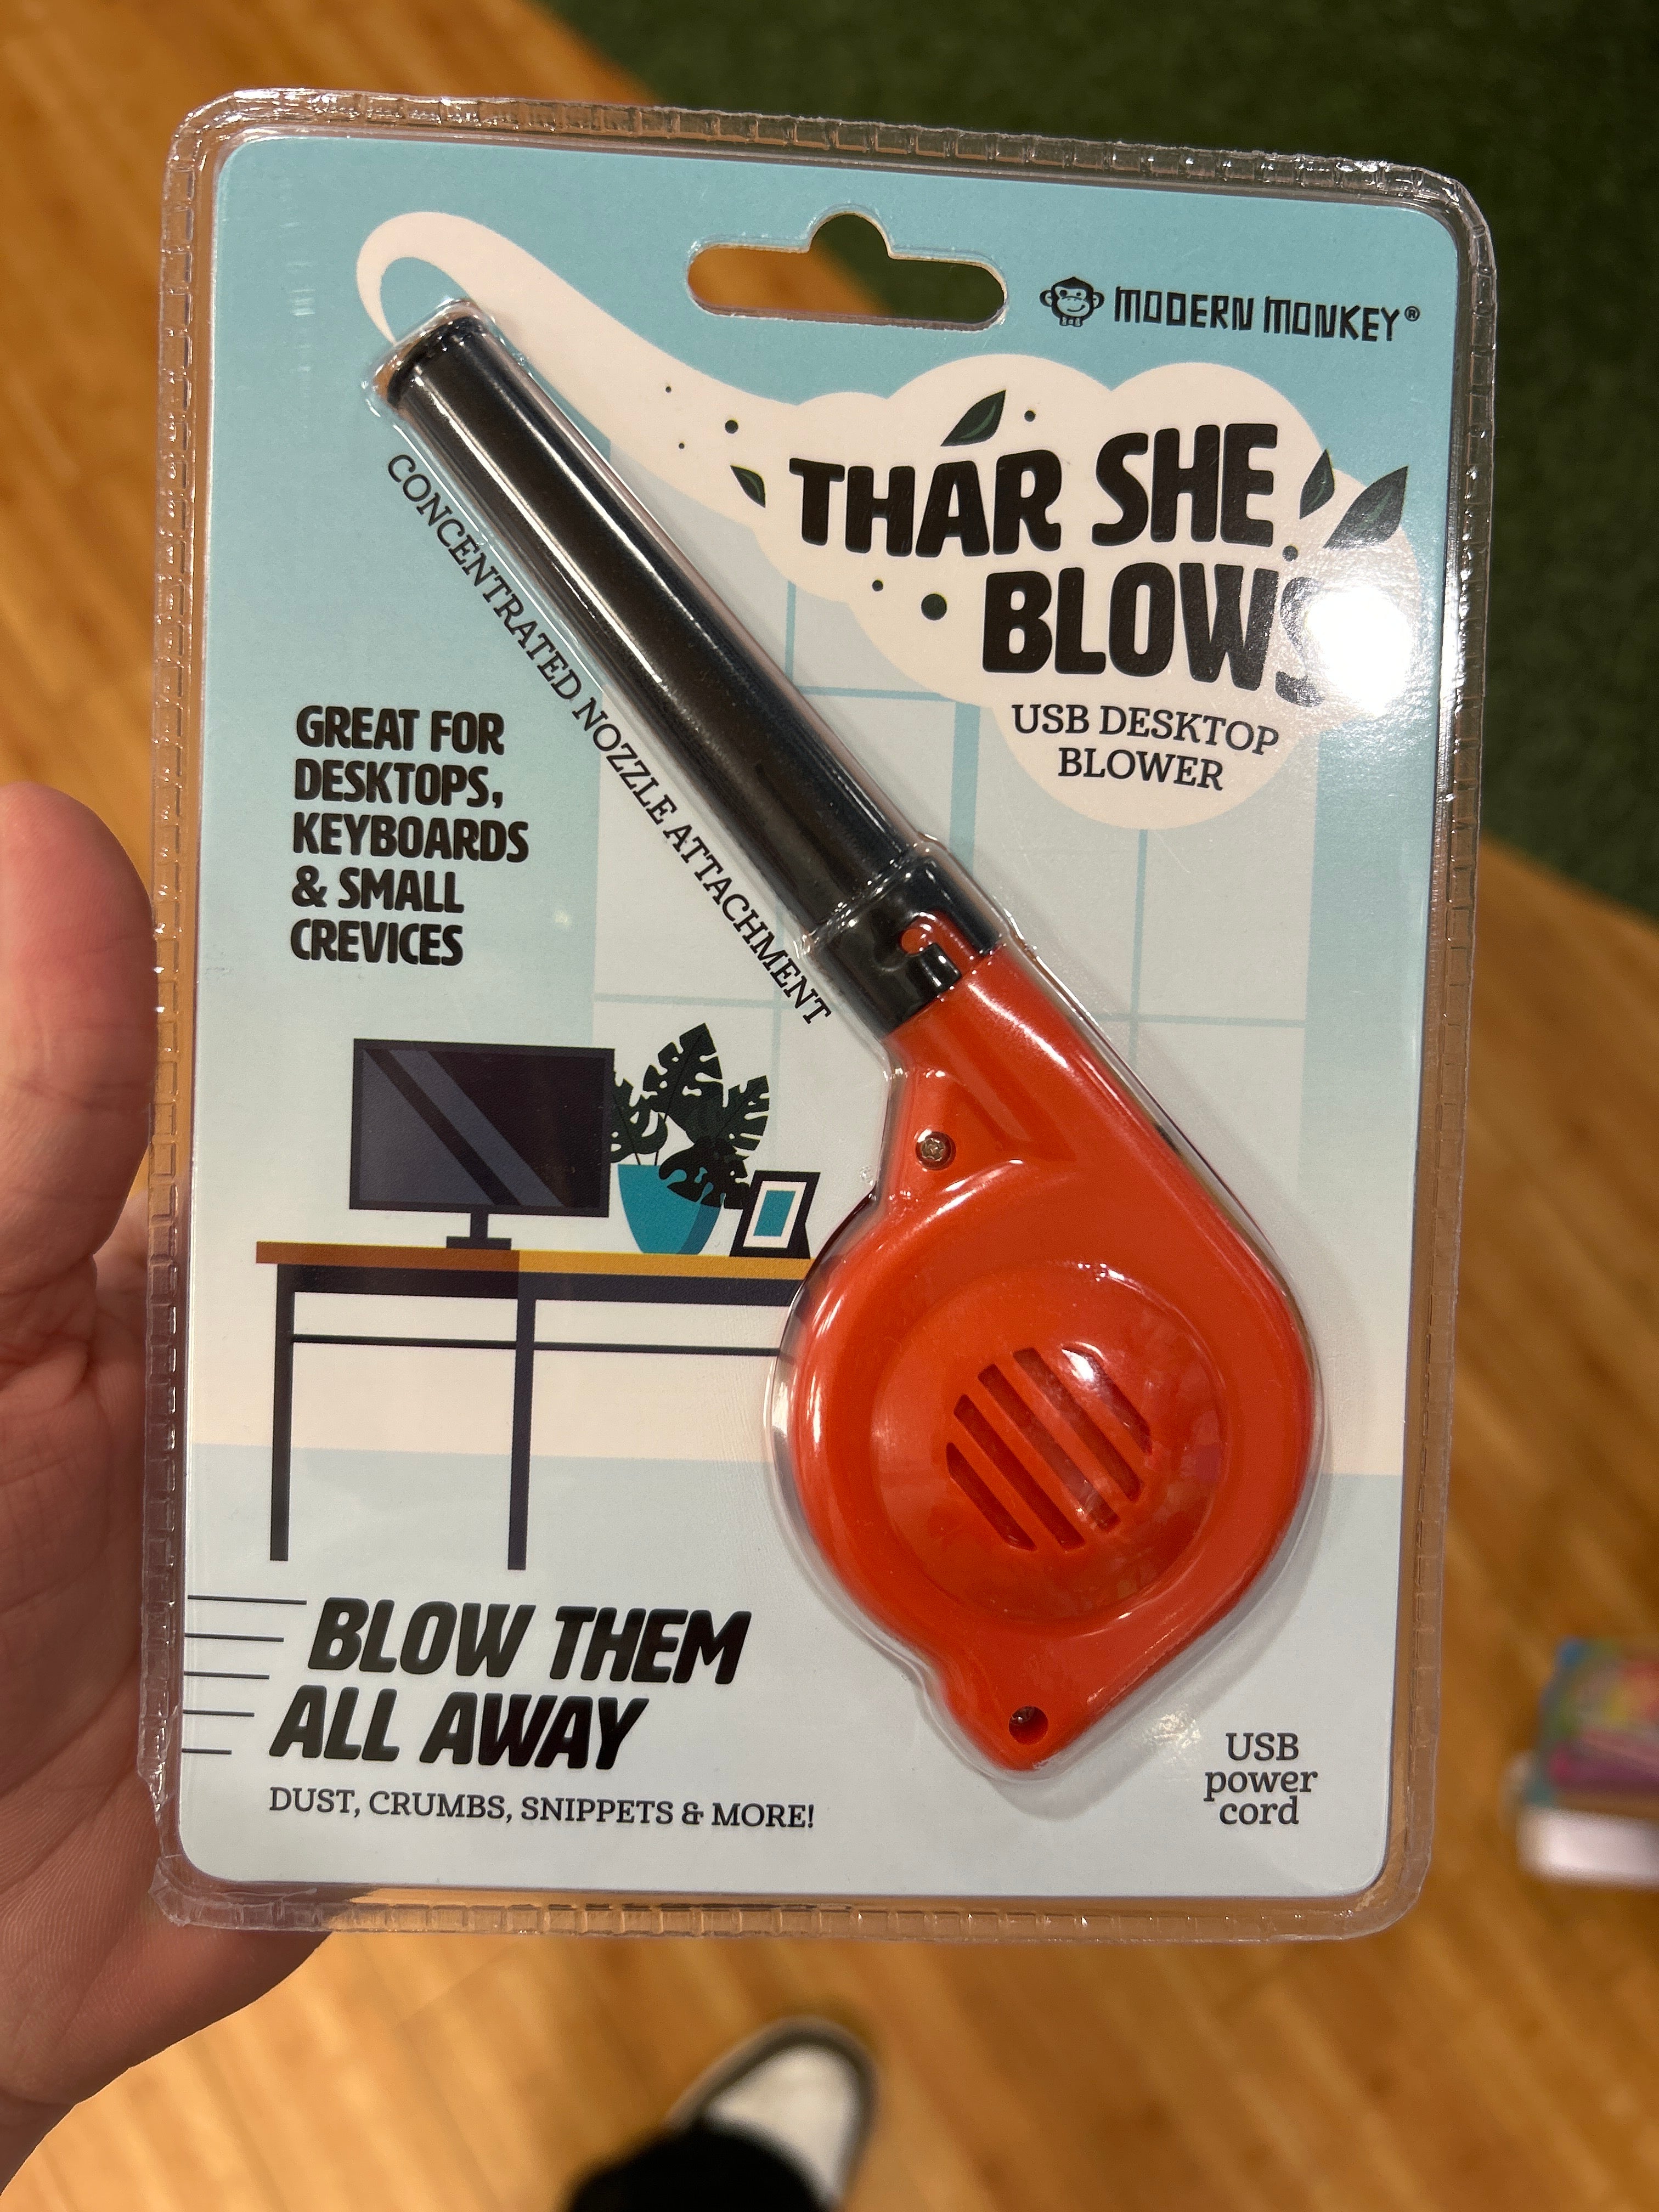 MODERN MONKEY®
THAR SHE
BLOWS
USB DESKTOP
BLOWER
CONCENTRATED NOZZLE ATTACHMENT
GREAT FOR
DESKTOPS,
KEYBOARDS
& SMALL
CREVICES
BLOW THEM
ALL AWAY
DUST, CRUMBS, SNIPPETS & MORE!
USB
power
cord